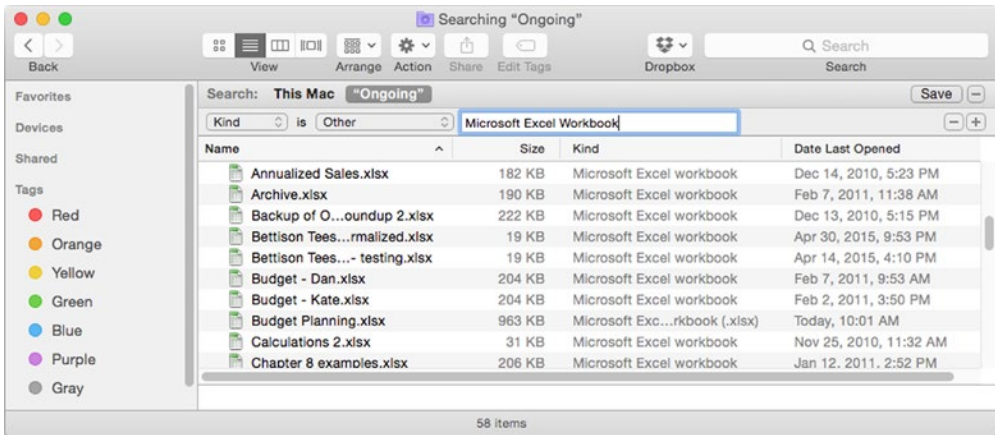 Searching “Ongoing”
Back View Arrange Action Share Edit Tags Dropbox Search
Search
Favorites
Devices
Shared
Tags
Red
Orange
Yellow
Green
Blue
Purple
Gray
Search: This Mac “Ongoing” Save
Kind is Other Microsoft Excel Workbook
Name Size Kind Date Last Opened
Annualized Sales.xlsx 182 KB Microsoft Excel workbook Dec 14, 2010, 5:23 PM
Archive.xlsx 190 KB Microsoft Excel workbook Feb 7, 2011, 11:38 AM
Backup of O...oundup 2.xlsx 222 KB Microsoft Excel workbook Dec 13, 2010, 5:15 PM
Bettison Tees...rmalized.xlsx 19 KB Microsoft Excel workbook Apr 30, 2015, 9:53 PM
Bettison Tees...- testing.xlsx 19 KB Microsoft Excel workbook Apr 14, 2015, 4:10 PM
Budget - Dan.xlsx 204 KB Microsoft Excel workbook Feb 7, 2011, 9:53 AM
Budget - Kate.xlsx 204 KB Microsoft Excel workbook Feb 2, 2011, 3:50 PM
Budget Planning.xlsx 963 KB Microsoft Exc...rkbook (.xlsx) Today, 10:01 AM
Calculations 2.xlsx 31 KB Microsoft Excel workbook Nov 25, 2010, 11:32 AM
Chapter 8 examples.xlsx 206 KB Microsoft Excel workbook Jan 12, 2011, 2:52 PM
58 items